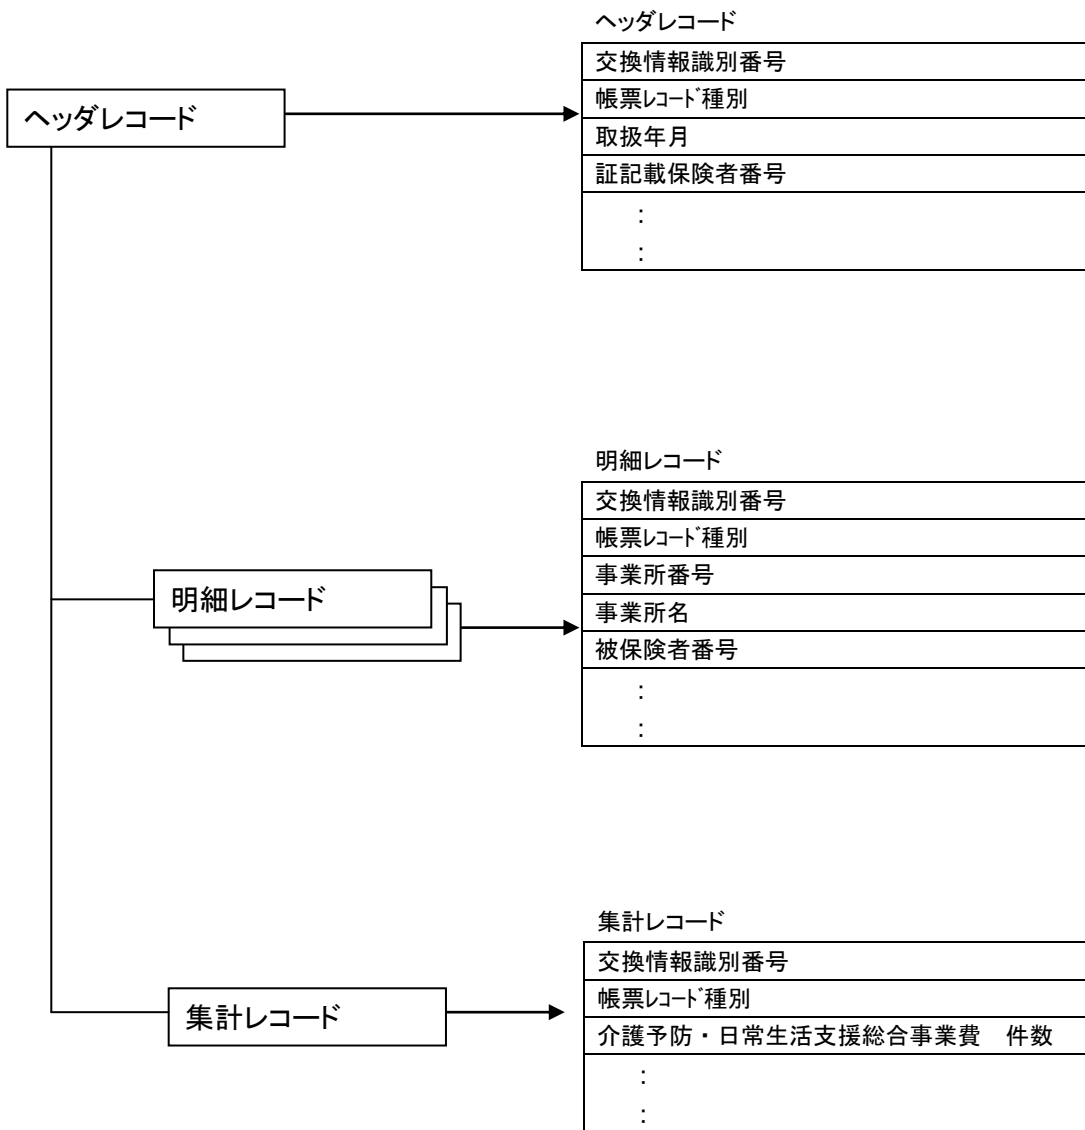 ヘッダレコード
ヘッダレコード
交換情報識別番号
帳票ﾚｺｰﾄﾞ種別
取扱年月
証記載保険者番号
:
:
明細レコード
明細レコード
交換情報識別番号
帳票ﾚｺｰﾄﾞ種別
事業所番号
事業所名
被保険者番号
:
:
集計レコード
集計レコード
交換情報識別番号
帳票ﾚｺｰﾄﾞ種別
介護予防・日常生活支援総合事業費　件数
:
: